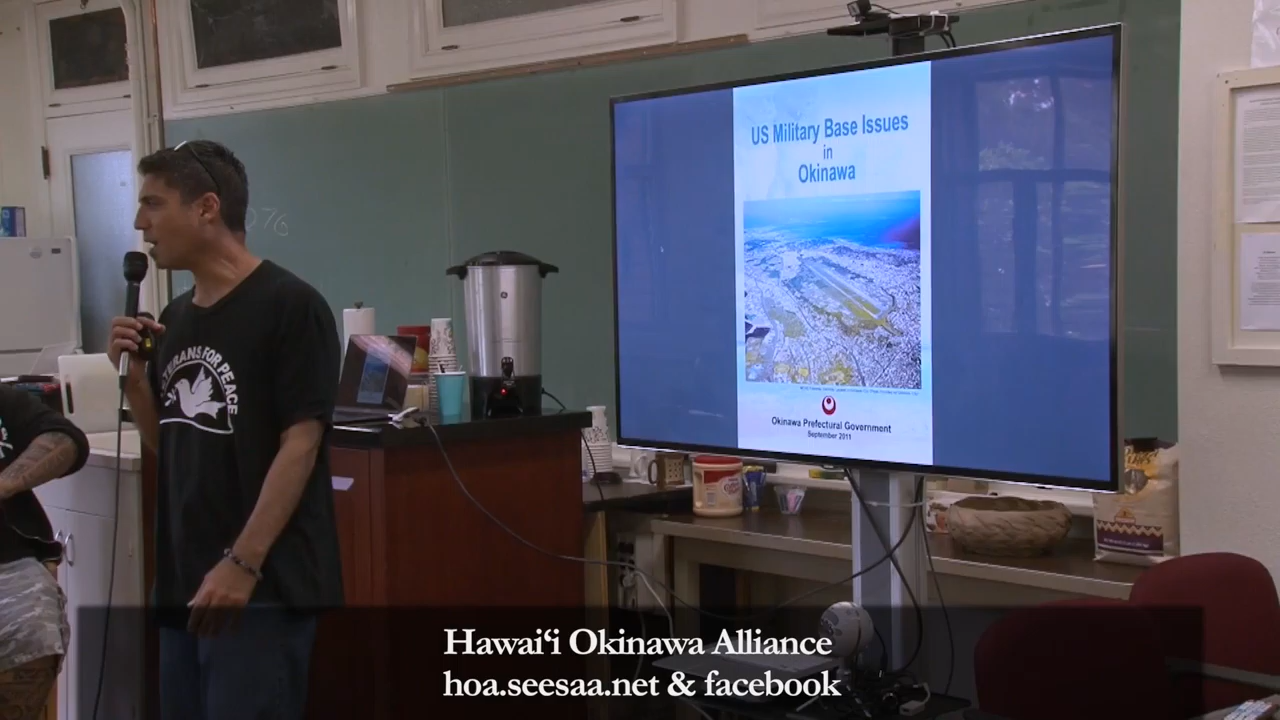 US Military Base Issues
in
Okinawa
Okinawa Prefectural Government
September 2011
VETERANS FOR PEACE
276
Hawaiʻi Okinawa Alliance
hoa.seesaa.net & facebook